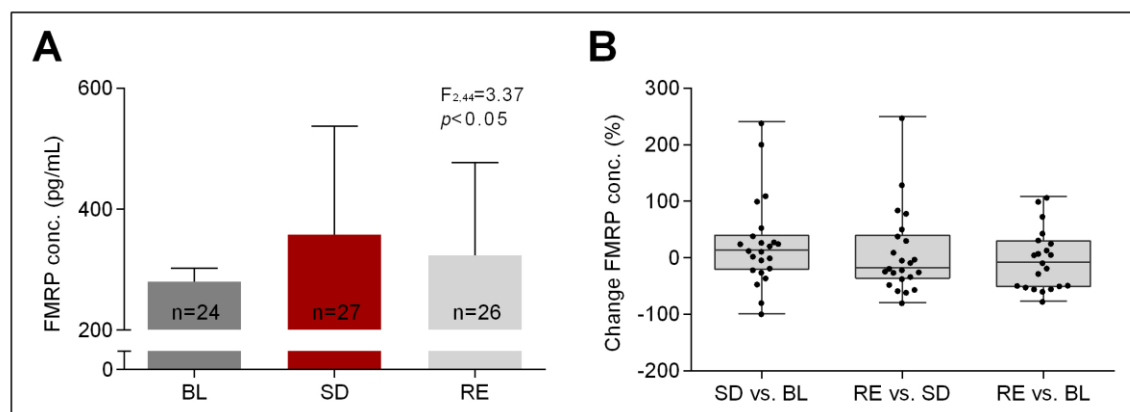 A
FMRP conc. (pg/mL)
600
400
200
0
F2,44=3.37
p<0.05
n=24
n=27
n=26
BL
SD
RE
B
Change FMRP conc. (%)
300
200
100
0
-100
-200
SD vs. BL
RE vs. SD
RE vs. BL